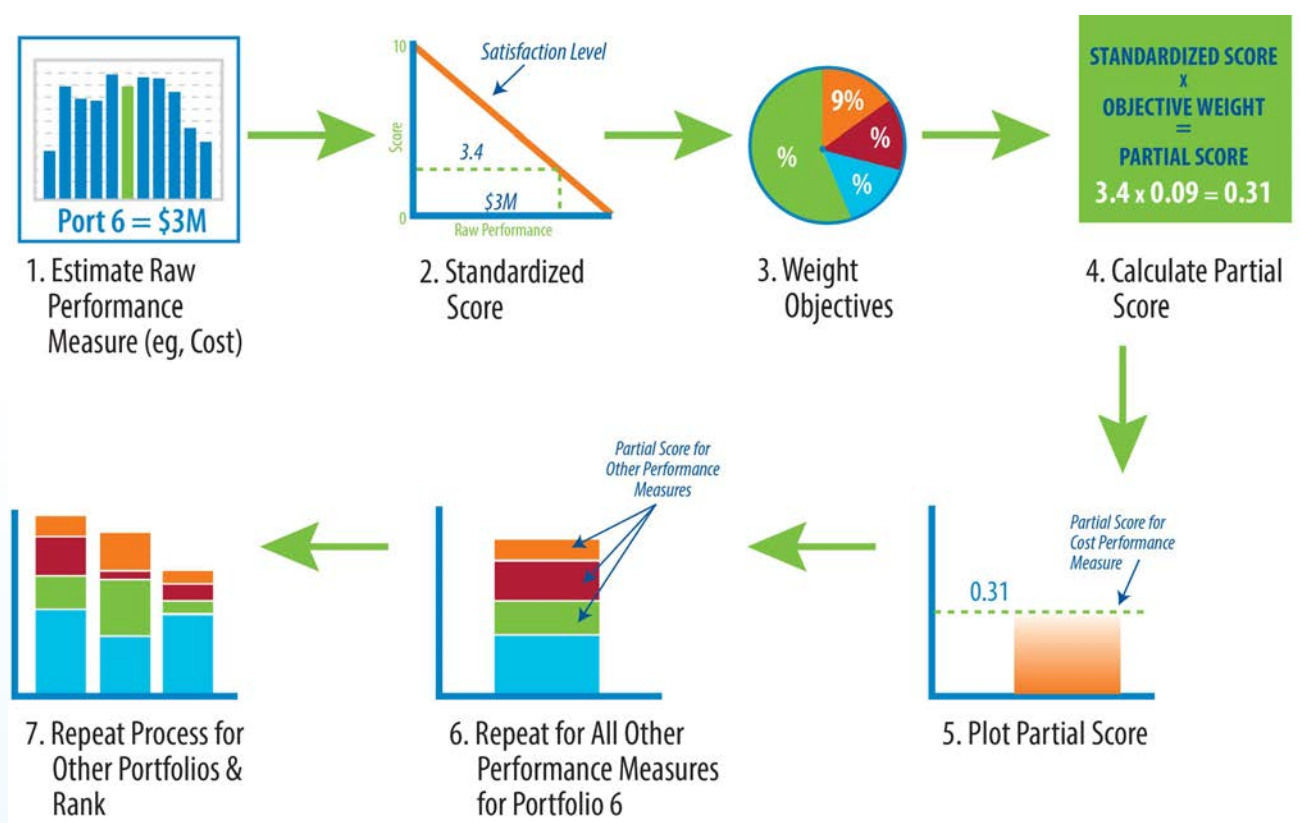 Port 6 = $3M
1. Estimate Raw
Performance
Measure (eg, Cost)
10
Satisfaction Level
Score
3.4
$3M
0
Raw Performance
2. Standardized
Score
9%
%
%
%
3. Weight
Objectives
STANDARDIZED SCORE
x
OBJECTIVE WEIGHT
=
PARTIAL SCORE
3.4 x 0.09 = 0.31
4. Calculate Partial
Score
Partial Score for
Cost Performance
Measure
0.31
5. Plot Partial Score
Partial Score for
Other Performance
Measures
6. Repeat for All Other
Performance Measures
for Portfolio 6
7. Repeat Process for
Other Portfolios &
Rank